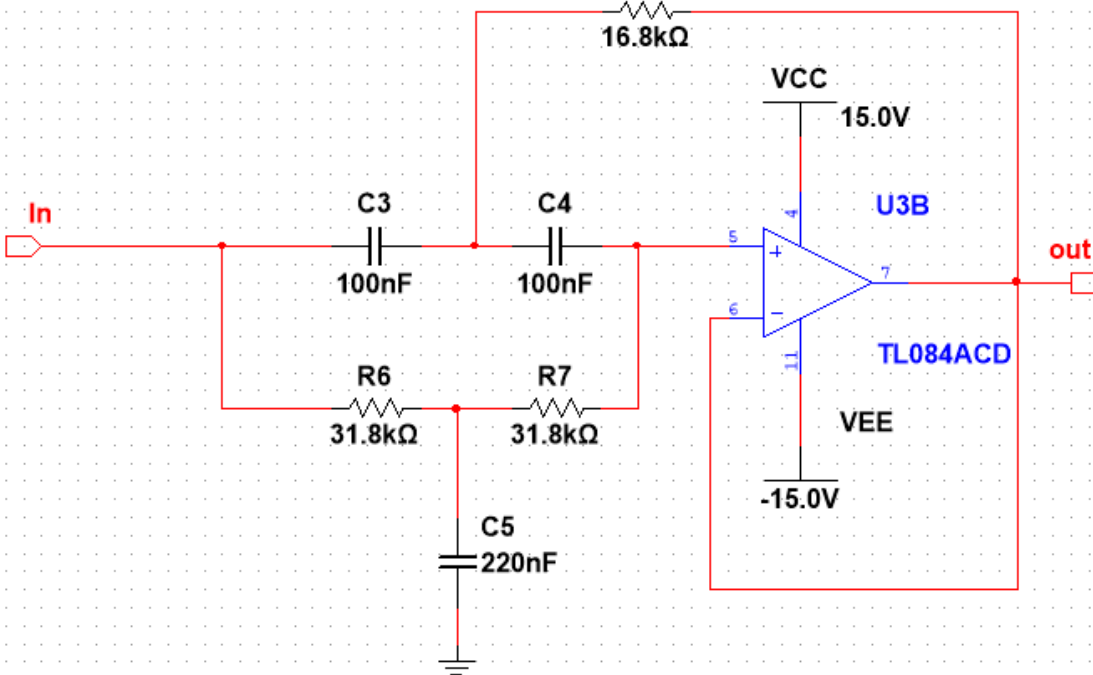 16.8kΩ
VCC
15.0V
In
C3
C4
4
U3B
5
+
100nF
100nF
7
out
6
−
11
TL084ACD
R6
R7
31.8kΩ
31.8kΩ
VEE
-15.0V
C5
220nF